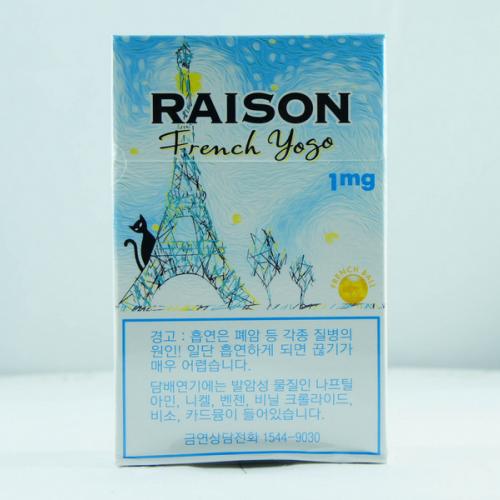 RAISON
French Yogo
1mg
FRENCH BALL
경고 : 흡연은 폐암 등 각종 질병의
원인! 일단 흡연하게 되면 끊기가
매우 어렵습니다.
담배연기에는 발암성 물질인 나프틸
아민, 니켈, 벤젠, 비닐 크롤라이드,
비소, 카드뮴이 들어있습니다.
금연상담전화 1544-9030